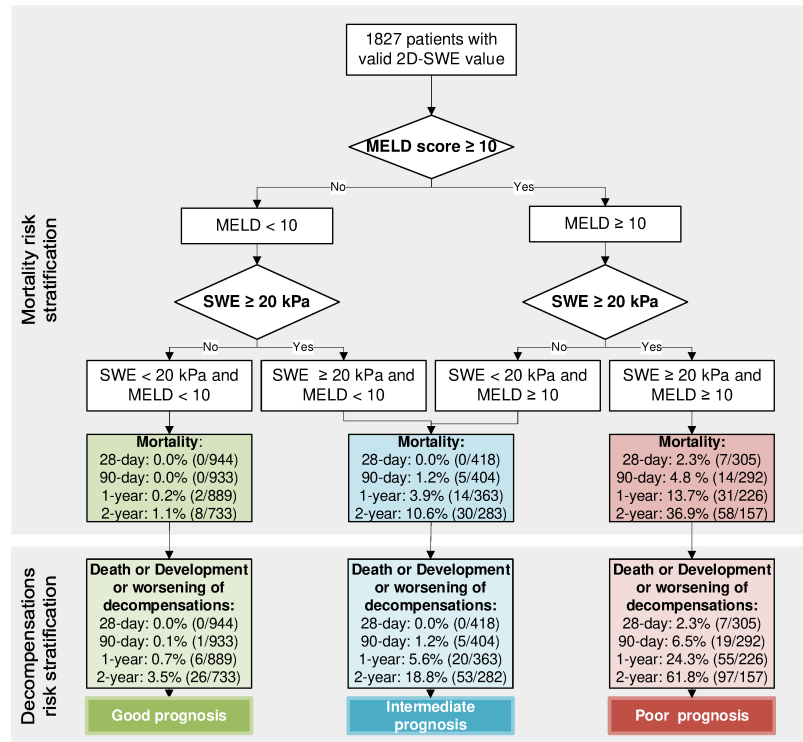 1827 patients with
valid 2D-SWE value
MELD score ≥ 10
No
Yes
MELD < 10
MELD ≥ 10
Mortality risk
stratification
SWE ≥ 20 kPa
SWE ≥ 20 kPa
No
Yes
No
Yes
SWE < 20 kPa and
MELD < 10
SWE ≥ 20 kPa and
MELD < 10
SWE < 20 kPa and
MELD ≥ 10
SWE ≥ 20 kPa and
MELD ≥ 10
Mortality:
28-day: 0.0% (0/944)
90-day: 0.0% (0/933)
1-year: 0.2% (2/889)
2-year: 1.1% (8/733)
Mortality:
28-day: 0.0% (0/418)
90-day: 1.2% (5/404)
1-year: 3.9% (14/363)
2-year: 10.6% (30/283)
Mortality:
28-day: 2.3% (7/305)
90-day: 4.8 % (14/292)
1-year: 13.7% (31/226)
2-year: 36.9% (58/157)
Decompensations
risk stratification
Death or Development
or worsening of
decompensations:
28-day: 0.0% (0/944)
90-day: 0.1% (1/933)
1-year: 0.7% (6/889)
2-year: 3.5% (26/733)
Death or Development
or worsening of
decompensations:
28-day: 0.0% (0/418)
90-day: 1.2% (5/404)
1-year: 5.6% (20/363)
2-year: 18.8% (53/282)
Death or Development
or worsening of
decompensations:
28-day: 2.3% (7/305)
90-day: 6.5% (19/292)
1-year: 24.3% (55/226)
2-year: 61.8% (97/157)
Good prognosis
Intermediate
prognosis
Poor prognosis